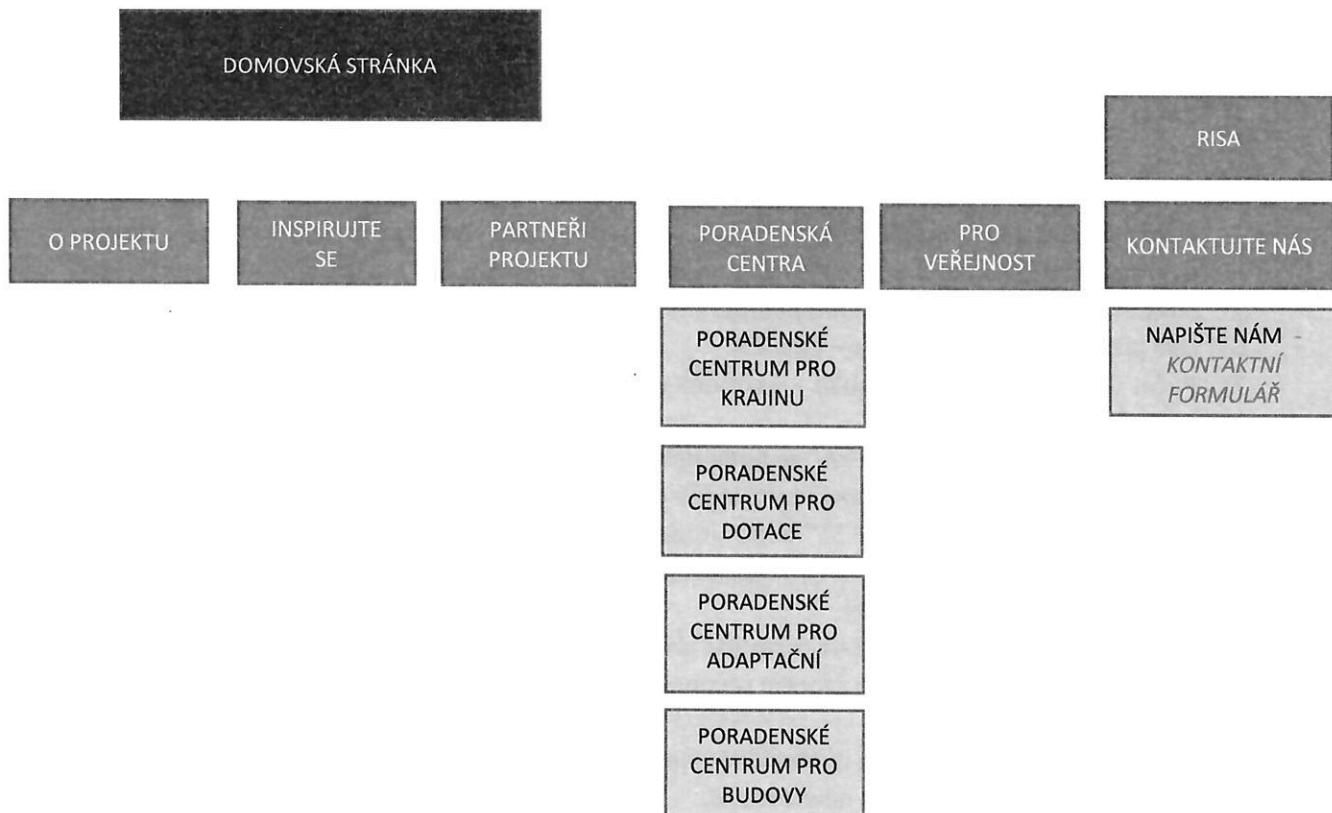 DOMOVSKÁ STRÁNKA
RISA
O PROJEKTU
INSPIRUJTE
SE
PARTNEŘI
PROJEKTU
PORADENSKÁ
CENTRA
PRO
VEŘEJNOST
KONTAKTUJTE NÁS
PORADENSKÉ
CENTRUM PRO
KRAJINU
NAPIŠTE NÁM -
KONTAKTNÍ
FORMULÁŘ
PORADENSKÉ
CENTRUM PRO
DOTACE
PORADENSKÉ
CENTRUM PRO
ADAPTAČNÍ
PORADENSKÉ
CENTRUM PRO
BUDOVY